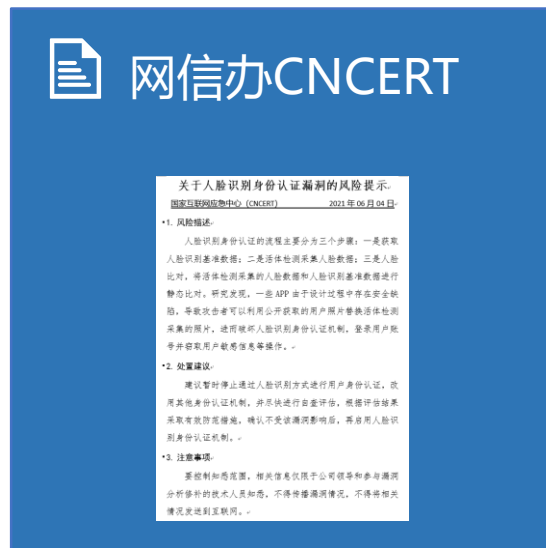 网信办CNCERT
关于人脸识别身份认证漏洞的风险提示
国家互联网应急中心（CNCERT） 2021年06月04日
•1. 风险描述
人脸识别身份认证的流程主要分为三个步骤：一是获取
人脸识别基准数据；二是活体检测采集人脸数据；三是人脸
比对，将活体检测采集的人脸数据和人脸识别基准数据进行
静态比对。研究发现，一些APP由于设计过程中存在安全缺
陷，导致攻击者可以利用公开获取的用户照片替换活体检测
采集的照片，进而破坏人脸识别身份认证机制，登录用户账
号并窃取用户敏感信息等操作。
•2. 处置建议
建议暂时停止通过人脸识别方式进行用户身份认证，改
用其他身份认证机制，并尽快进行自查评估，根据评估结果
采取有效防范措施，确认不受该漏洞影响后，再启用人脸识
别身份认证机制。
•3. 注意事项
要控制知悉范围，相关信息仅限于公司领导和参与漏洞
分析修补的技术人员知悉，不得传播漏洞情况，不得将相关
情况发送到互联网。